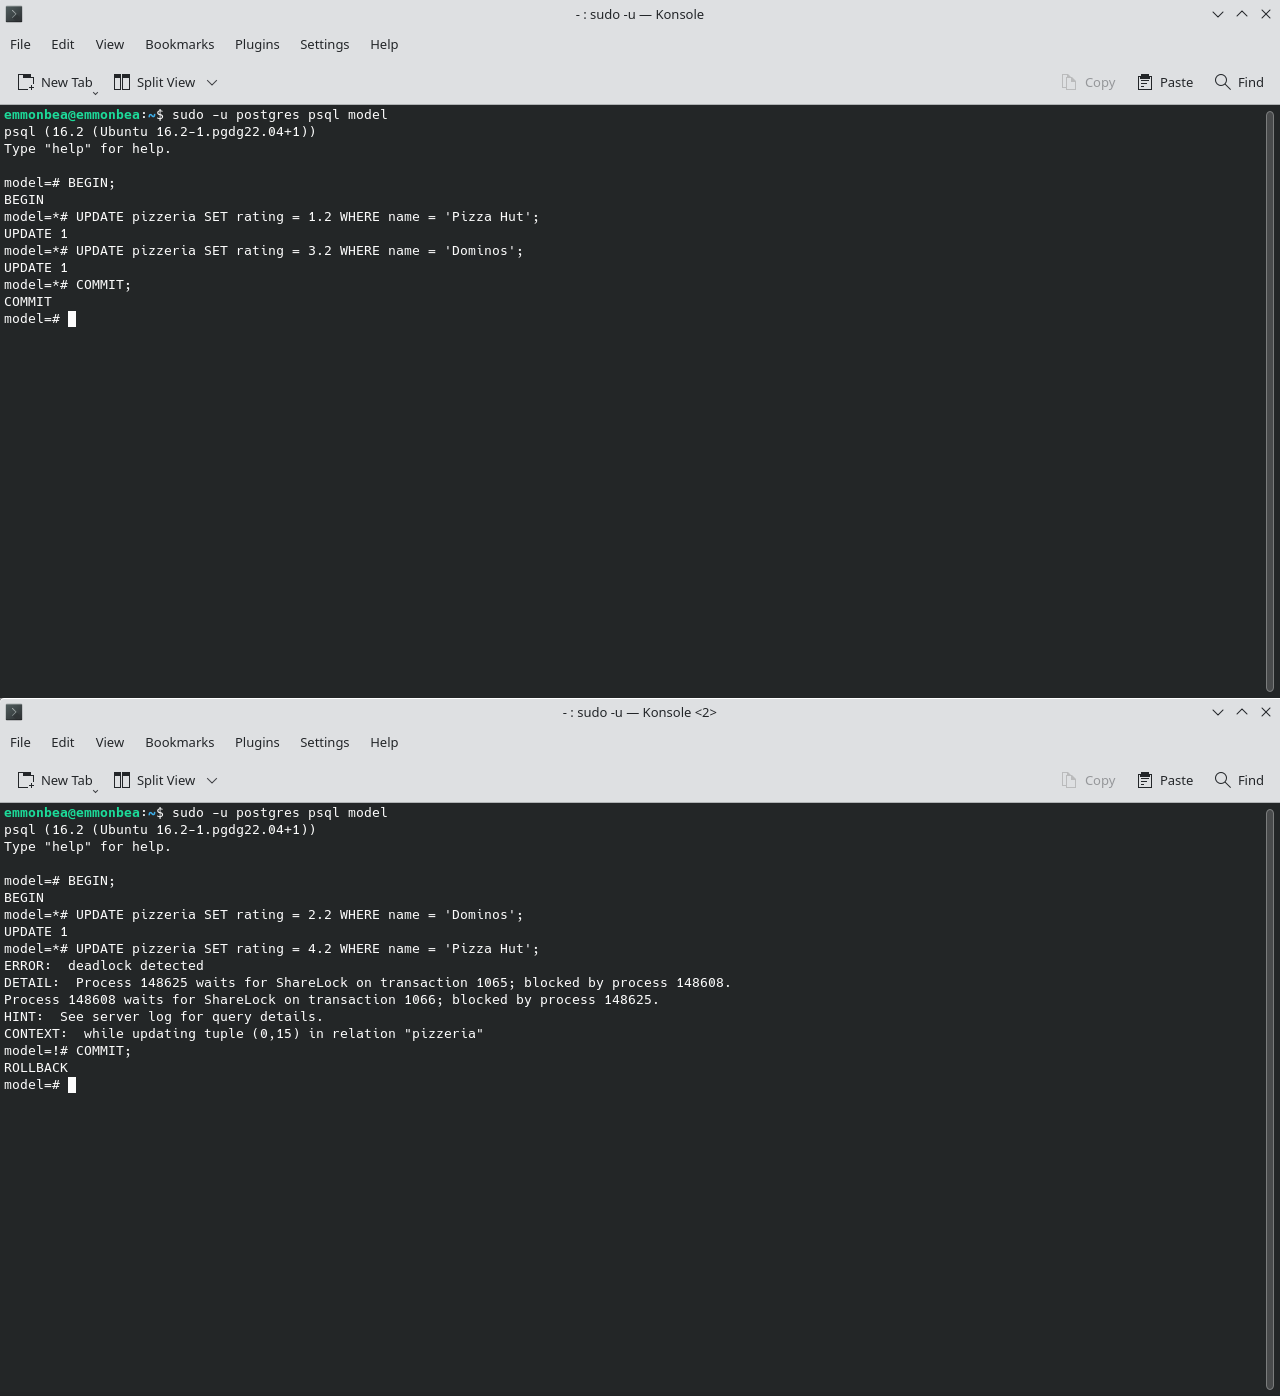 - : sudo -u — Konsole
File Edit View Bookmarks Plugins Settings Help
New Tab Split View Copy Paste Find
emmonbea@emmonbea:~$ sudo -u postgres psql model
psql (16.2 (Ubuntu 16.2-1.pgdg22.04+1))
Type "help" for help.
model=# BEGIN;
BEGIN
model=*# UPDATE pizzeria SET rating = 1.2 WHERE name = 'Pizza Hut';
UPDATE 1
model=*# UPDATE pizzeria SET rating = 3.2 WHERE name = 'Dominos';
UPDATE 1
model=*# COMMIT;
COMMIT
model=#
- : sudo -u — Konsole <2>
File Edit View Bookmarks Plugins Settings Help
New Tab Split View Copy Paste Find
emmonbea@emmonbea:~$ sudo -u postgres psql model
psql (16.2 (Ubuntu 16.2-1.pgdg22.04+1))
Type "help" for help.
model=# BEGIN;
BEGIN
model=*# UPDATE pizzeria SET rating = 2.2 WHERE name = 'Dominos';
UPDATE 1
model=*# UPDATE pizzeria SET rating = 4.2 WHERE name = 'Pizza Hut';
ERROR:  deadlock detected
DETAIL:  Process 148625 waits for ShareLock on transaction 1065; blocked by process 148608.
Process 148608 waits for ShareLock on transaction 1066; blocked by process 148625.
HINT:  See server log for query details.
CONTEXT:  while updating tuple (0,15) in relation "pizzeria"
model=!# COMMIT;
ROLLBACK
model=#